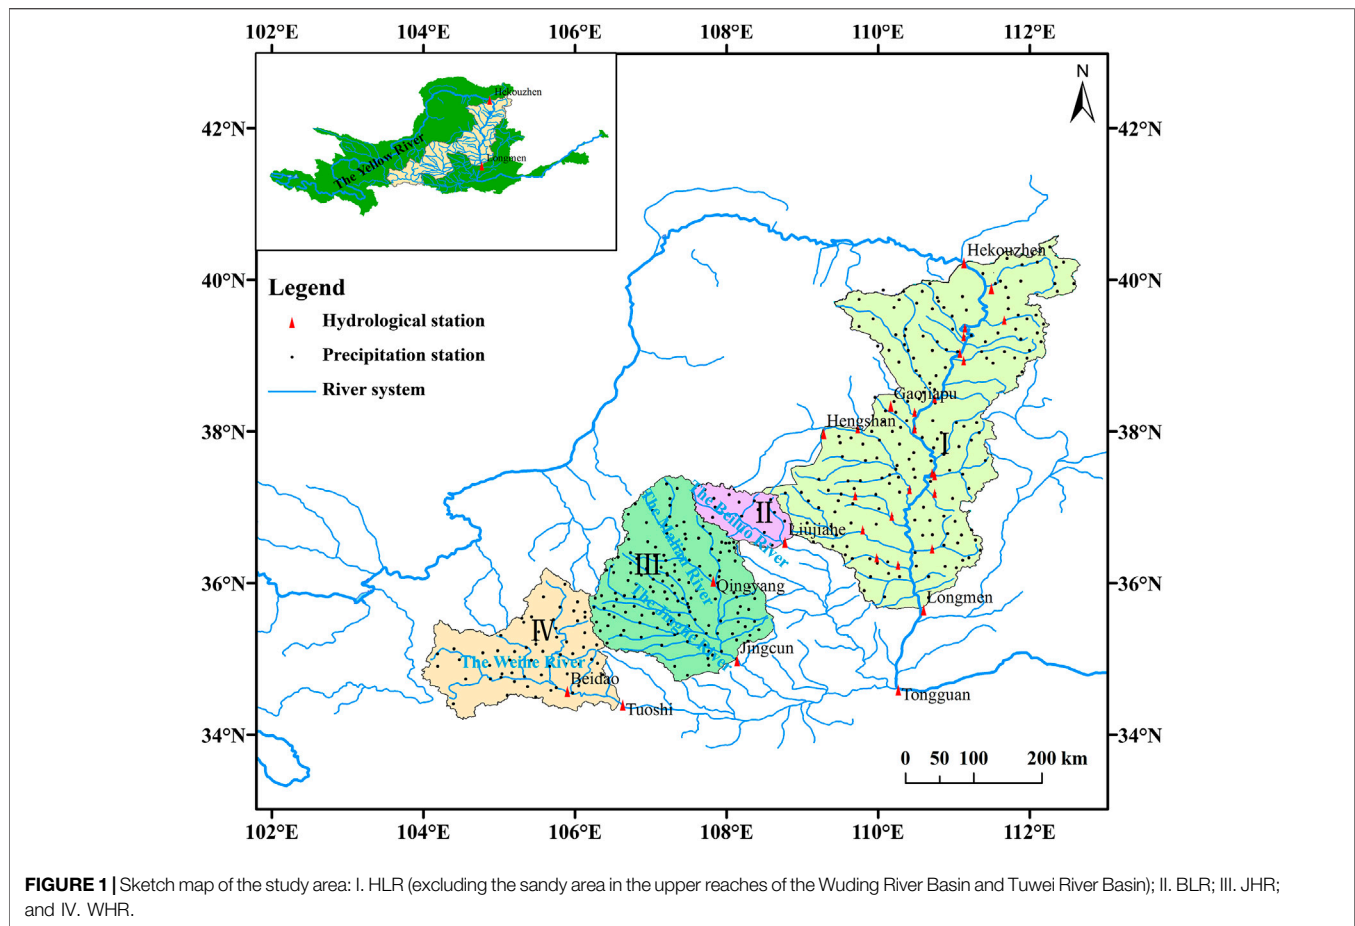 102°E 104°E 106°E 108°E 110°E 112°E
N
Hekouzhen
The Yellow River
Longmen
42°N 42°N
Hekouzhen
40°N 40°N
Legend
Hydrological station
Precipitation station
River system
Gaojiapu
Hengshan
38°N 38°N
I
The Beiluo River
II
The Malian River
Liujiahe
III
Qingyang
36°N 36°N
The Jinghe River
Longmen
IV
Jingcun
The Weihe River
Beidao
Tongguan
Tuoshi
34°N 34°N
0 50 100 200 km
102°E 104°E 106°E 108°E 110°E 112°E
FIGURE 1 | Sketch map of the study area: I. HLR (excluding the sandy area in the upper reaches of the Wuding River Basin and Tuwei River Basin); II. BLR; III. JHR;
and IV. WHR.